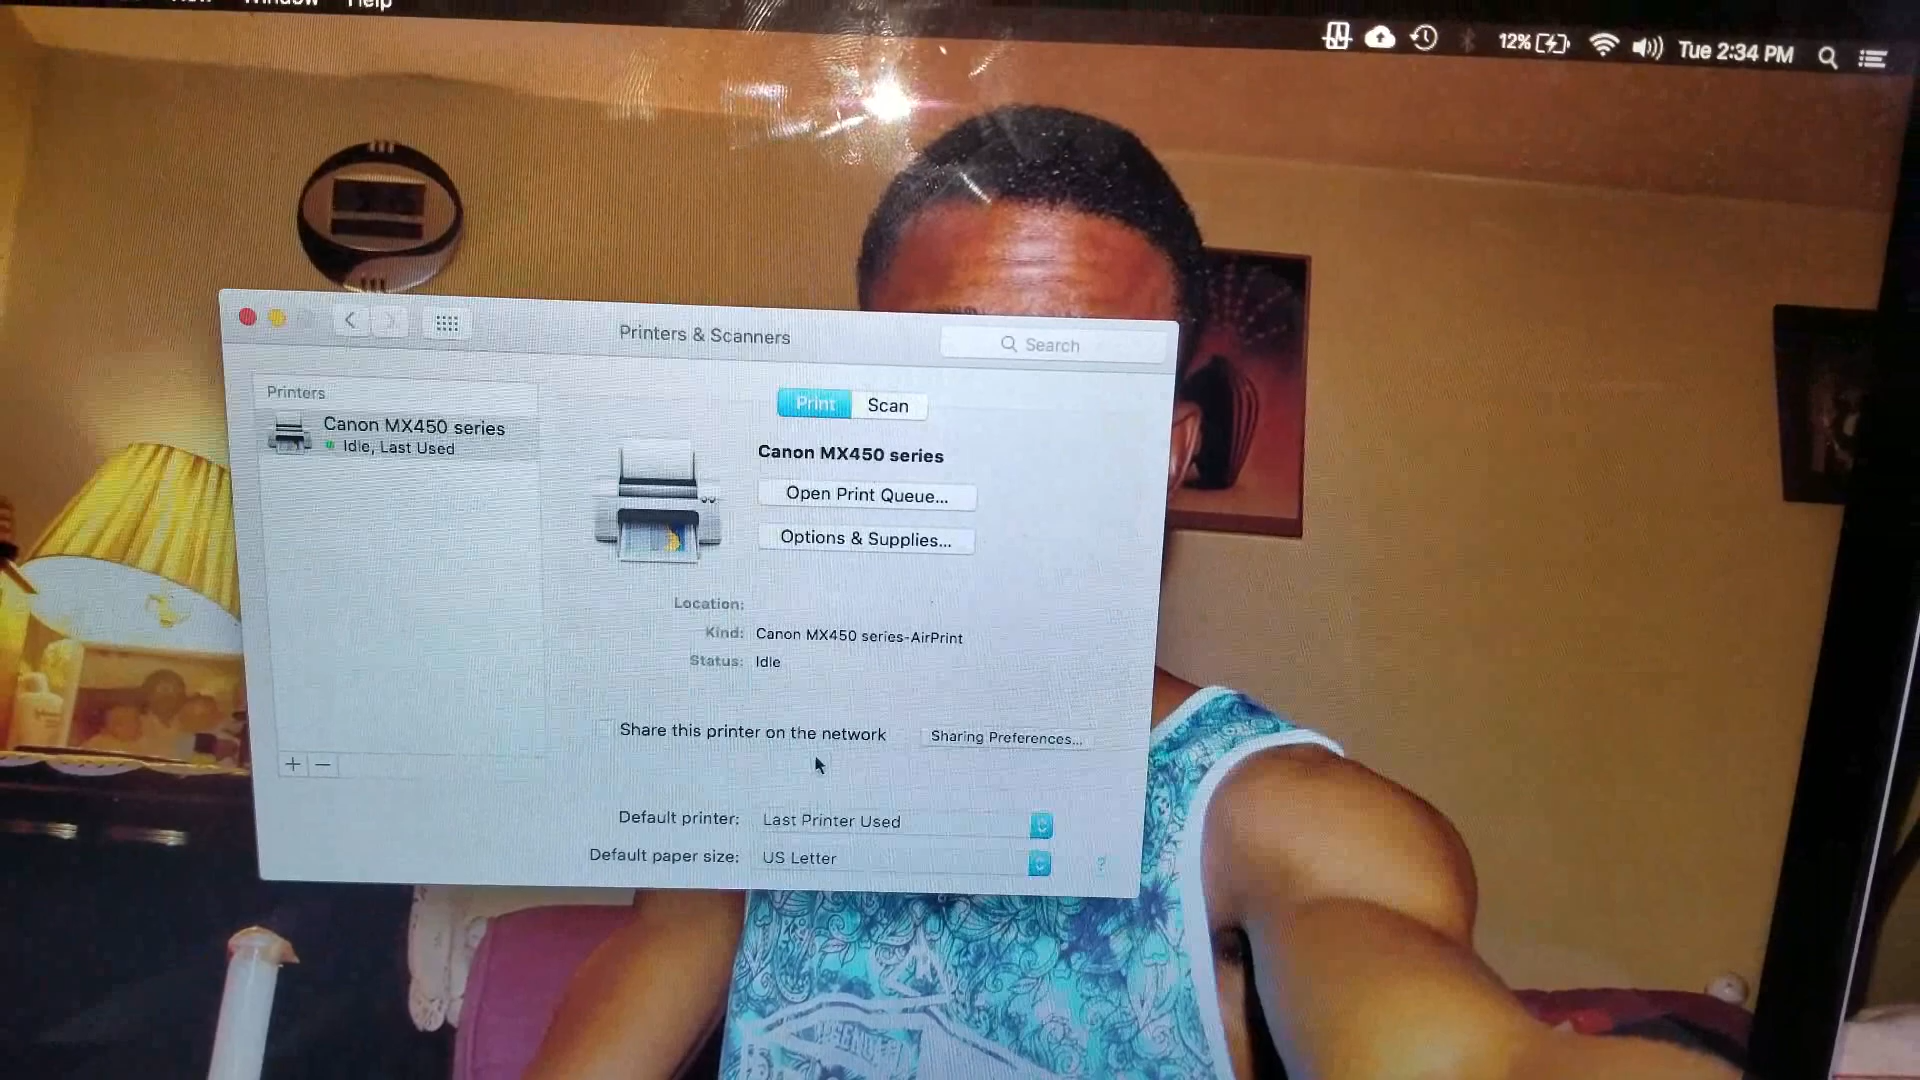 Window Help
12% Tue 2:34 PM
Printers & Scanners
Search
Printers
Canon MX450 series
Idle, Last Used
Print Scan
Canon MX450 series
Open Print Queue...
Options & Supplies...
Location:
Kind: Canon MX450 series-AirPrint
Status: Idle
Share this printer on the network
Sharing Preferences...
+ −
Default printer: Last Printer Used
Default paper size: US Letter
?